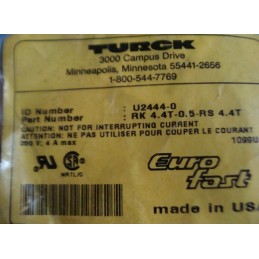 TURCK
3000 Campus Drive
Minneapolis, Minnesota 55441-2656
1-800-544-7769
ID Number : U2444-0
Part Number : RK 4.4T-0.5-RS 4.4T
CAUTION: NOT FOR INTERRUPTING CURRENT
ATTENTION: NE PAS UTILISER POUR COUPER LE COURANT
V, 4 A max
NRTL/C
Euro
fast
made in USA